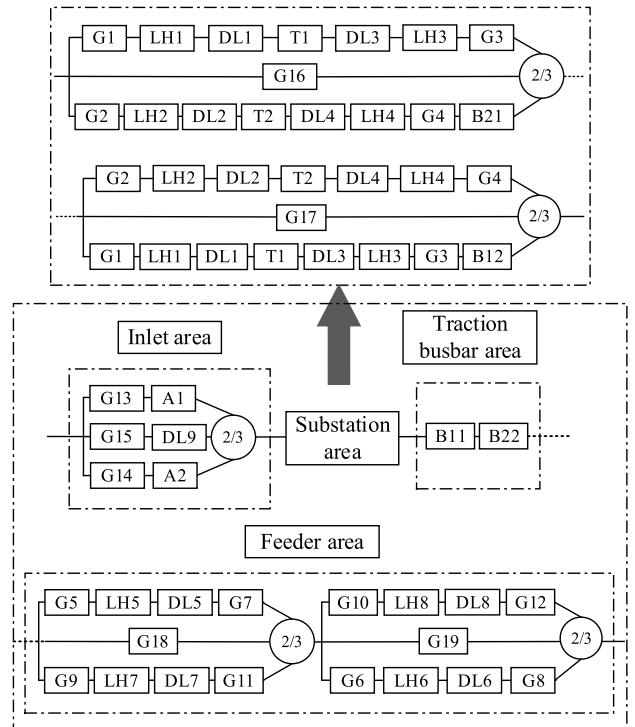 G1 LH1 DL1 T1 DL3 LH3 G3
G16 2/3
G2 LH2 DL2 T2 DL4 LH4 G4 B21
G2 LH2 DL2 T2 DL4 LH4 G4
G17 2/3
G1 LH1 DL1 T1 DL3 LH3 G3 B12
Inlet area
Traction
busbar area
G13 A1
G15 DL9 2/3
G14 A2
Substation
area
B11 B22
Feeder area
G5 LH5 DL5 G7 G10 LH8 DL8 G12
G18 2/3 G19 2/3
G9 LH7 DL7 G11 G6 LH6 DL6 G8